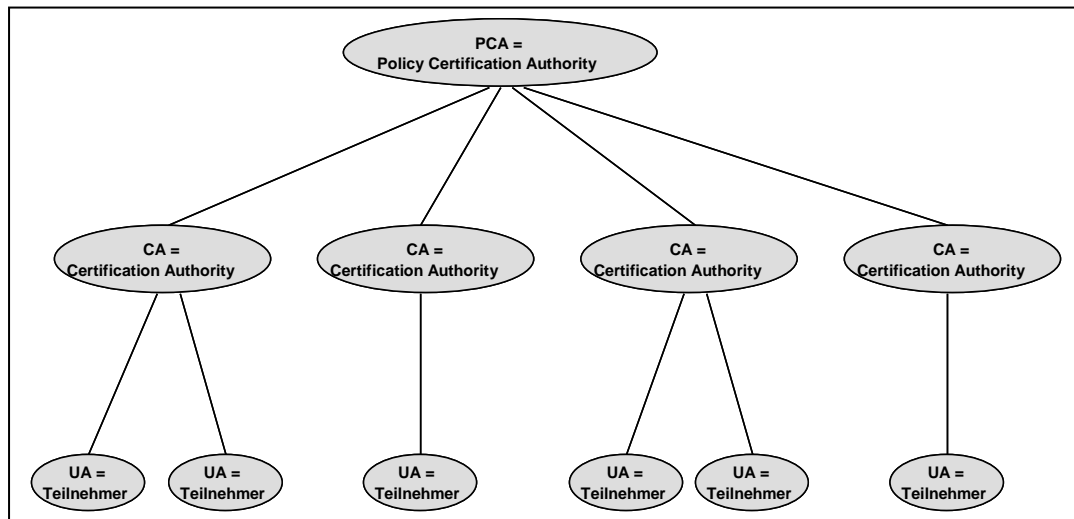 PCA =
Policy Certification Authority
CA =
Certification Authority
CA =
Certification Authority
CA =
Certification Authority
CA =
Certification Authority
UA =
Teilnehmer
UA =
Teilnehmer
UA =
Teilnehmer
UA =
Teilnehmer
UA =
Teilnehmer
UA =
Teilnehmer